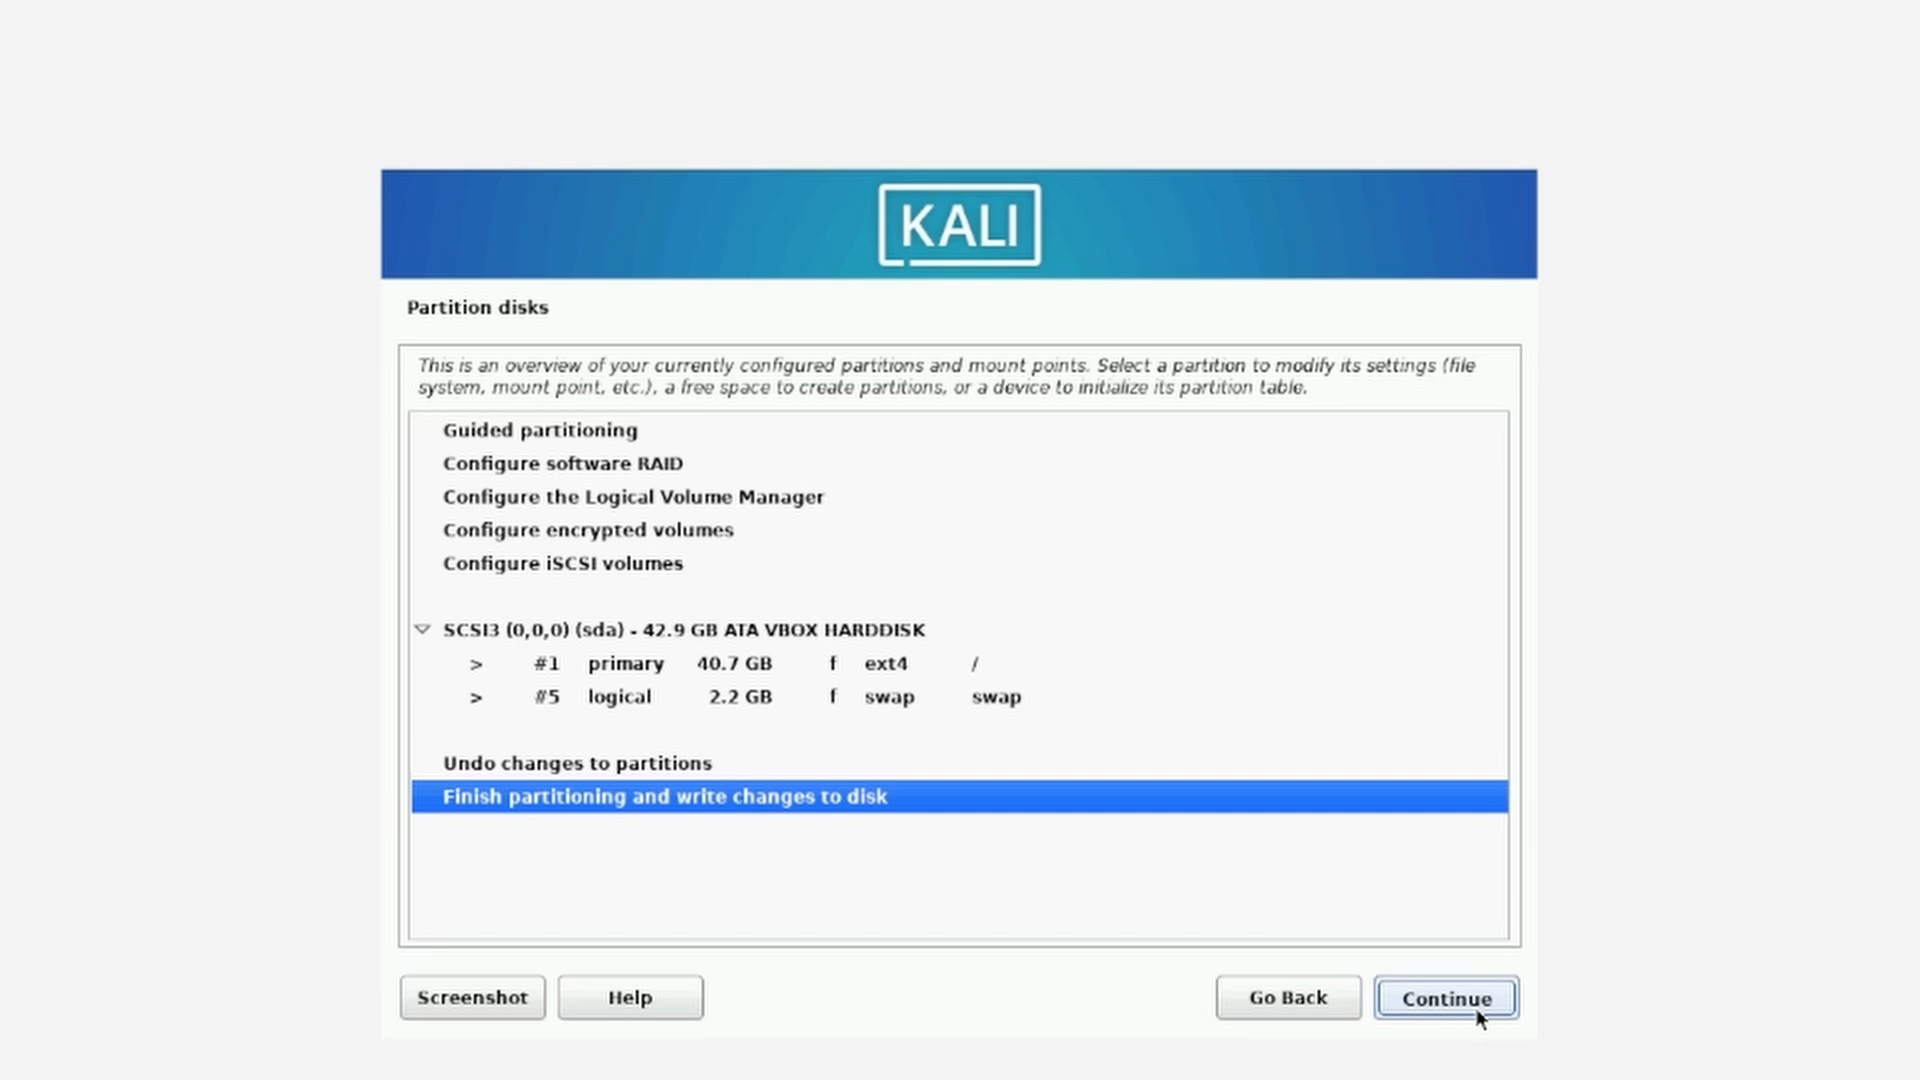 KALI
Partition disks
This is an overview of your currently configured partitions and mount points. Select a partition to modify its settings (file
system, mount point, etc.), a free space to create partitions, or a device to initialize its partition table.
Guided partitioning
Configure software RAID
Configure the Logical Volume Manager
Configure encrypted volumes
Configure iSCSI volumes
SCSI3 (0,0,0) (sda) - 42.9 GB ATA VBOX HARDDISK
> #1 primary 40.7 GB f ext4 /
> #5 logical 2.2 GB f swap swap
Undo changes to partitions
Finish partitioning and write changes to disk
Screenshot Help Go Back Continue